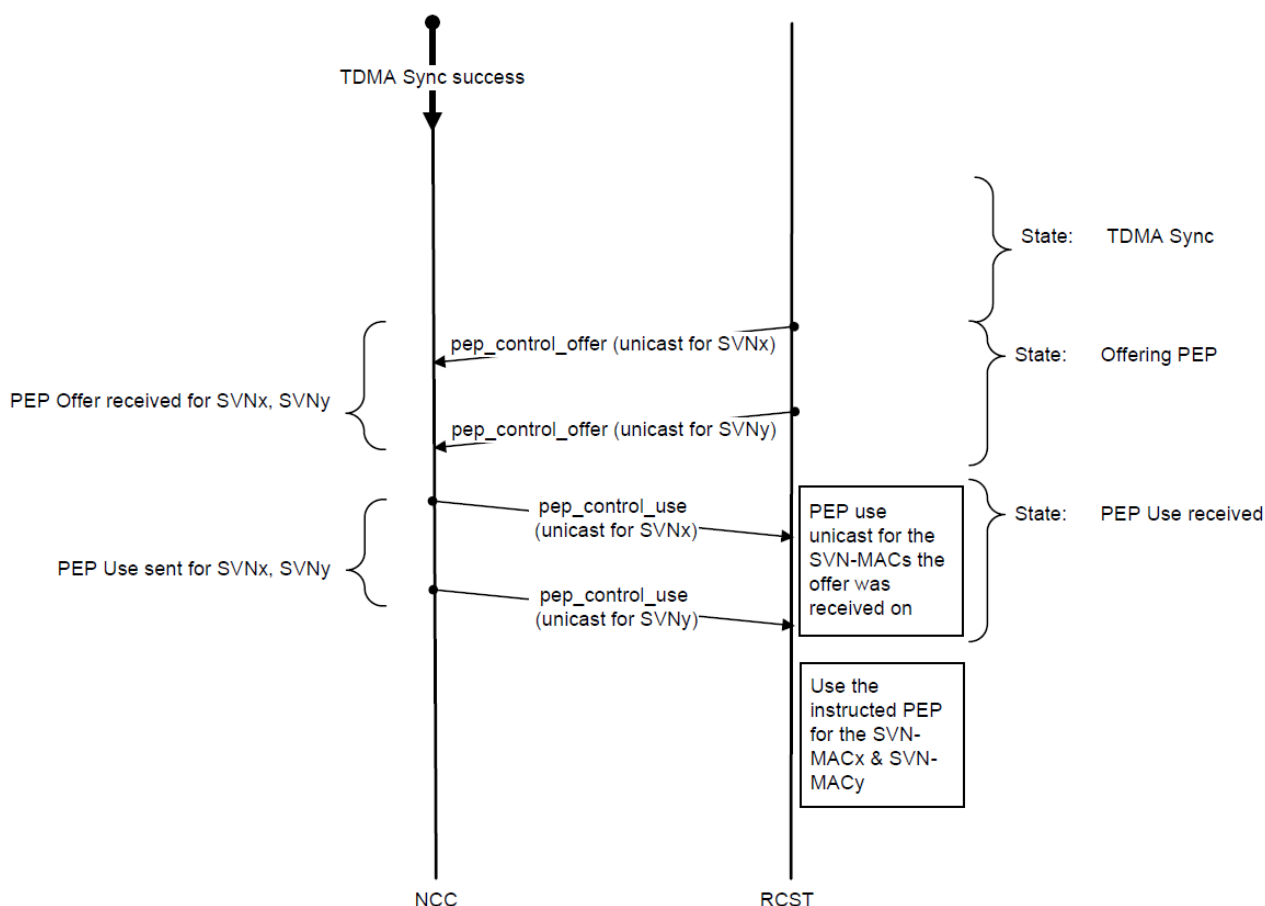 TDMA Sync success
State: TDMA Sync
pep_control_offer (unicast for SVNx)
State: Offering PEP
PEP Offer received for SVNx, SVNy
pep_control_offer (unicast for SVNy)
pep_control_use
(unicast for SVNx)
PEP use
unicast for the
SVN-MACs the
offer was
received on
State: PEP Use received
PEP Use sent for SVNx, SVNy
pep_control_use
(unicast for SVNy)
Use the
instructed PEP
for the SVN-
MACx & SVN-
MACy
NCC
RCST